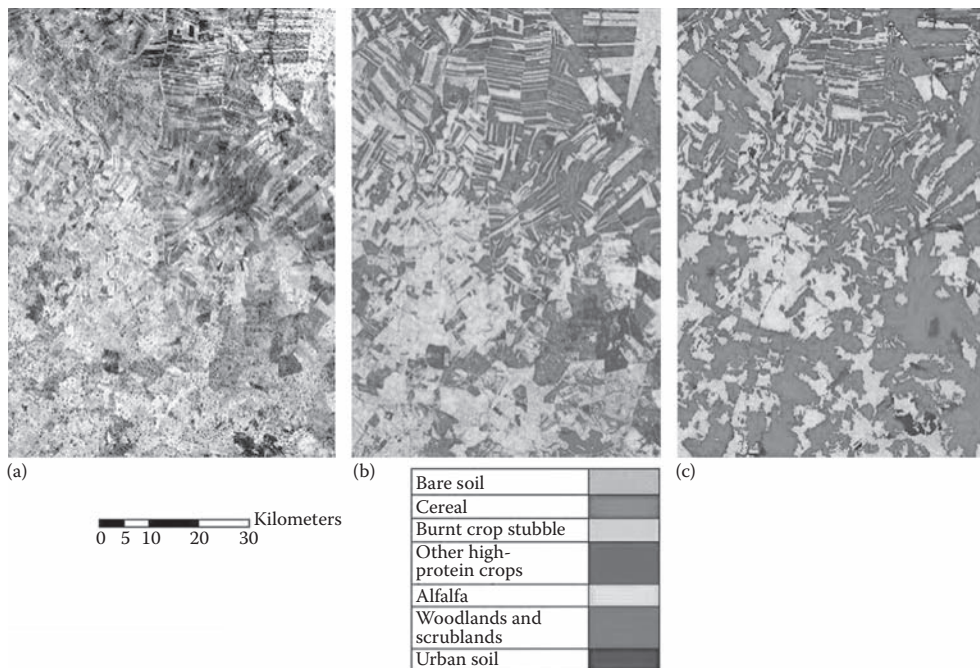 (a)
(b)
(c)
Kilometers
0 5 10 20 30
Bare soil
Cereal
Burnt crop stubble
Other high-
protein crops
Alfalfa
Woodlands and
scrublands
Urban soil